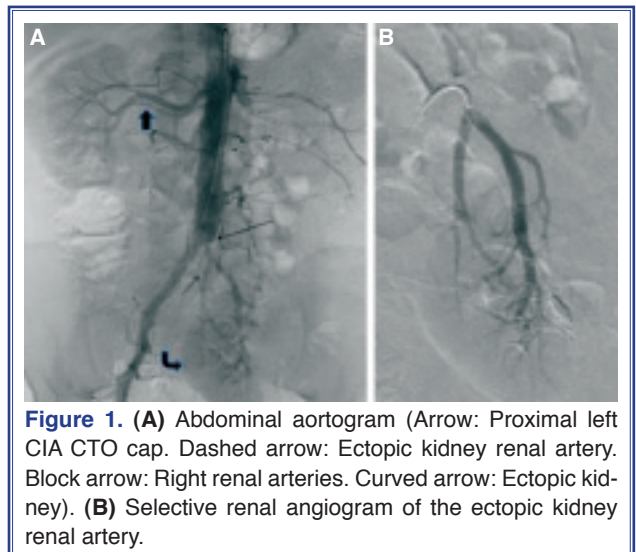 A
B
Figure 1. (A) Abdominal aortogram (Arrow: Proximal left
CIA CTO cap. Dashed arrow: Ectopic kidney renal artery.
Block arrow: Right renal arteries. Curved arrow: Ectopic kid-
ney). (B) Selective renal angiogram of the ectopic kidney
renal artery.